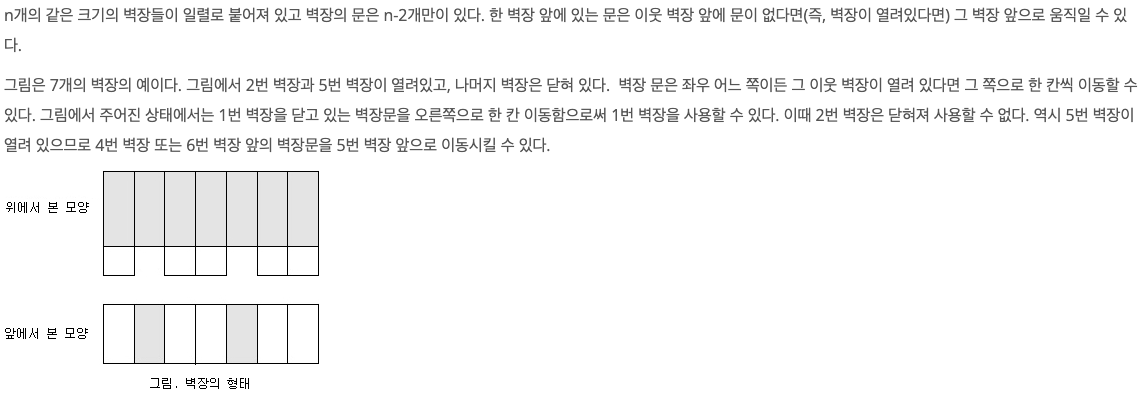 n개의 같은 크기의 벽장들이 일렬로 붙어져 있고 벽장의 문은 n-2개만이 있다. 한 벽장 앞에 있는 문은 이웃 벽장 앞에 문이 없다면(즉, 벽장이 열려있다면) 그 벽장 앞으로 움직일 수 있
다.
그림은 7개의 벽장의 예이다. 그림에서 2번 벽장과 5번 벽장이 열려있고, 나머지 벽장은 닫혀 있다. 벽장 문은 좌우 어느 쪽이든 그 이웃 벽장이 열려 있다면 그 쪽으로 한 칸씩 이동할 수
있다. 그림에서 주어진 상태에서는 1번 벽장을 닫고 있는 벽장문을 오른쪽으로 한 칸 이동함으로써 1번 벽장을 사용할 수 있다. 이때 2번 벽장은 닫혀져 사용할 수 없다. 역시 5번 벽장이
열려 있으므로 4번 벽장 또는 6번 벽장 앞의 벽장문을 5번 벽장 앞으로 이동시킬 수 있다.
위에서 본 모양
앞에서 본 모양
그림. 벽장의 형태